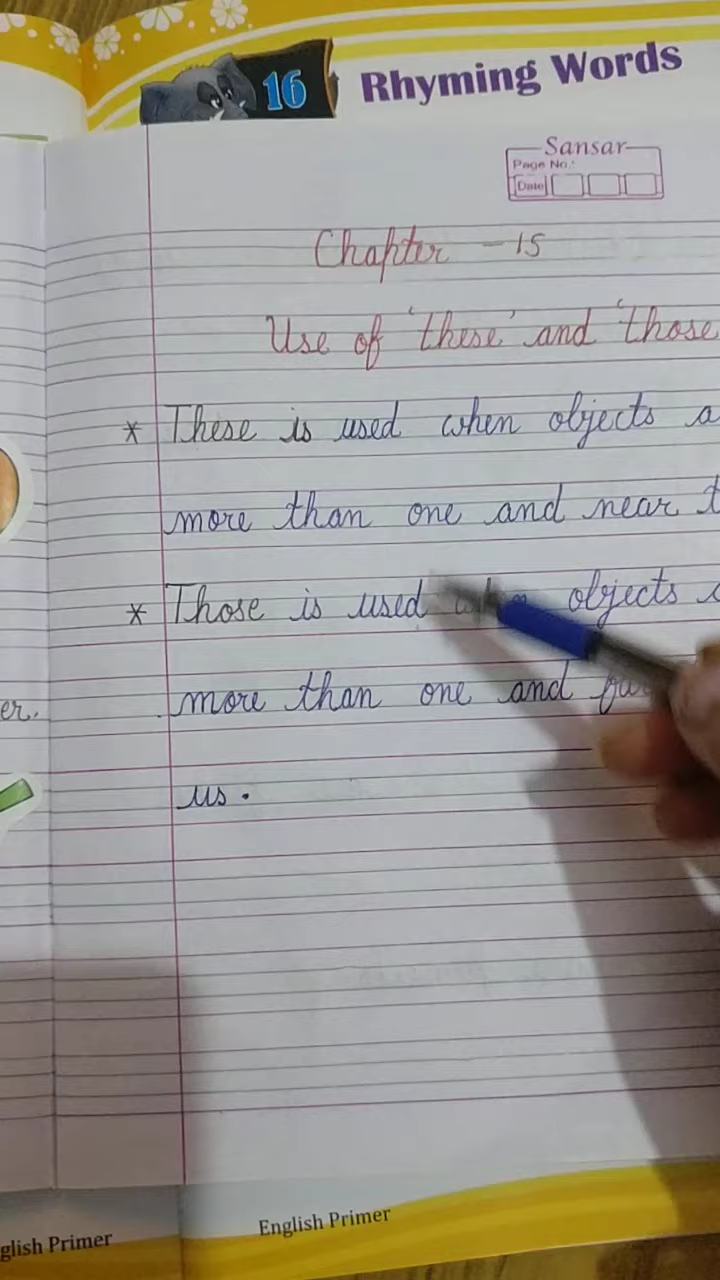 16 Rhyming Words
Sansar
Page No.:
Date
Chapter - 15
Use of 'these' and 'those
* These is used when objects a
more than one and near t
* Those is used objects
er.
more than one and
us.
English Primer
glish Primer